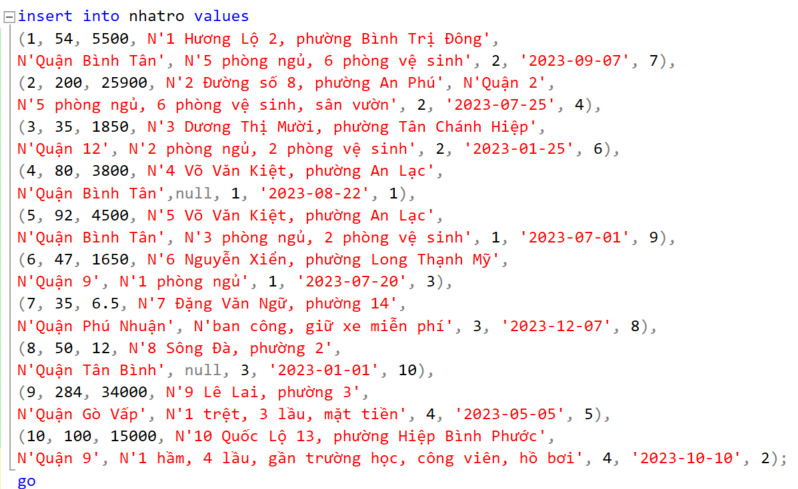 insert into nhatro values
(1, 54, 5500, N'1 Hương Lộ 2, phường Bình Trị Đông',
N'Quận Bình Tân', N'5 phòng ngủ, 6 phòng vệ sinh', 2, '2023-09-07', 7),
(2, 200, 25900, N'2 Đường số 8, phường An Phú', N'Quận 2',
N'5 phòng ngủ, 6 phòng vệ sinh, sân vườn', 2, '2023-07-25', 4),
(3, 35, 1850, N'3 Dương Thị Mười, phường Tân Chánh Hiệp',
N'Quận 12', N'2 phòng ngủ, 2 phòng vệ sinh', 2, '2023-01-25', 6),
(4, 80, 3800, N'4 Võ Văn Kiệt, phường An Lạc',
N'Quận Bình Tân',null, 1, '2023-08-22', 1),
(5, 92, 4500, N'5 Võ Văn Kiệt, phường An Lạc',
N'Quận Bình Tân', N'3 phòng ngủ, 2 phòng vệ sinh', 1, '2023-07-01', 9),
(6, 47, 1650, N'6 Nguyễn Xiển, phường Long Thạnh Mỹ',
N'Quận 9', N'1 phòng ngủ', 1, '2023-07-20', 3),
(7, 35, 6.5, N'7 Đặng Văn Ngữ, phường 14',
N'Quận Phú Nhuận', N'ban công, giữ xe miễn phí', 3, '2023-12-07', 8),
(8, 50, 12, N'8 Sông Đà, phường 2',
N'Quận Tân Bình', null, 3, '2023-01-01', 10),
(9, 284, 34000, N'9 Lê Lai, phường 3',
N'Quận Gò Vấp', N'1 trệt, 3 lầu, mặt tiền', 4, '2023-05-05', 5),
(10, 100, 15000, N'10 Quốc Lộ 13, phường Hiệp Bình Phước',
N'Quận 9', N'1 hầm, 4 lầu, gần trường học, công viên, hồ bơi', 4, '2023-10-10', 2);
go